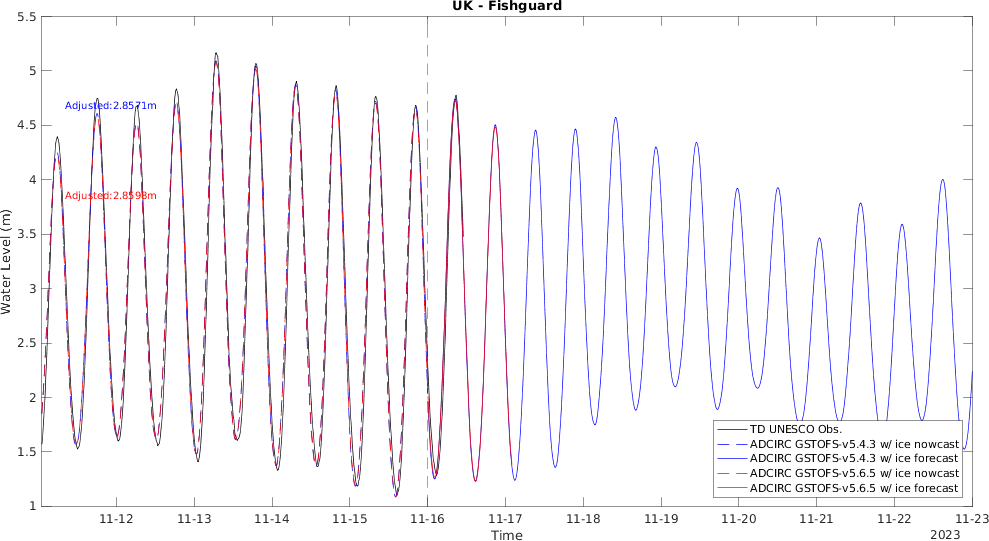 UK - Fishguard
5.5
5
4.5
4
3.5
3
2.5
2
1.5
1
Water Level (m)
Adjusted:2.8571m
Adjusted:2.8598m
TD UNESCO Obs.
ADCIRC GSTOFS-v5.4.3 w/ ice nowcast
ADCIRC GSTOFS-v5.4.3 w/ ice forecast
ADCIRC GSTOFS-v5.6.5 w/ ice nowcast
ADCIRC GSTOFS-v5.6.5 w/ ice forecast
11-12 11-13 11-14 11-15 11-16 11-17 11-18 11-19 11-20 11-21 11-22 11-23
Time
2023